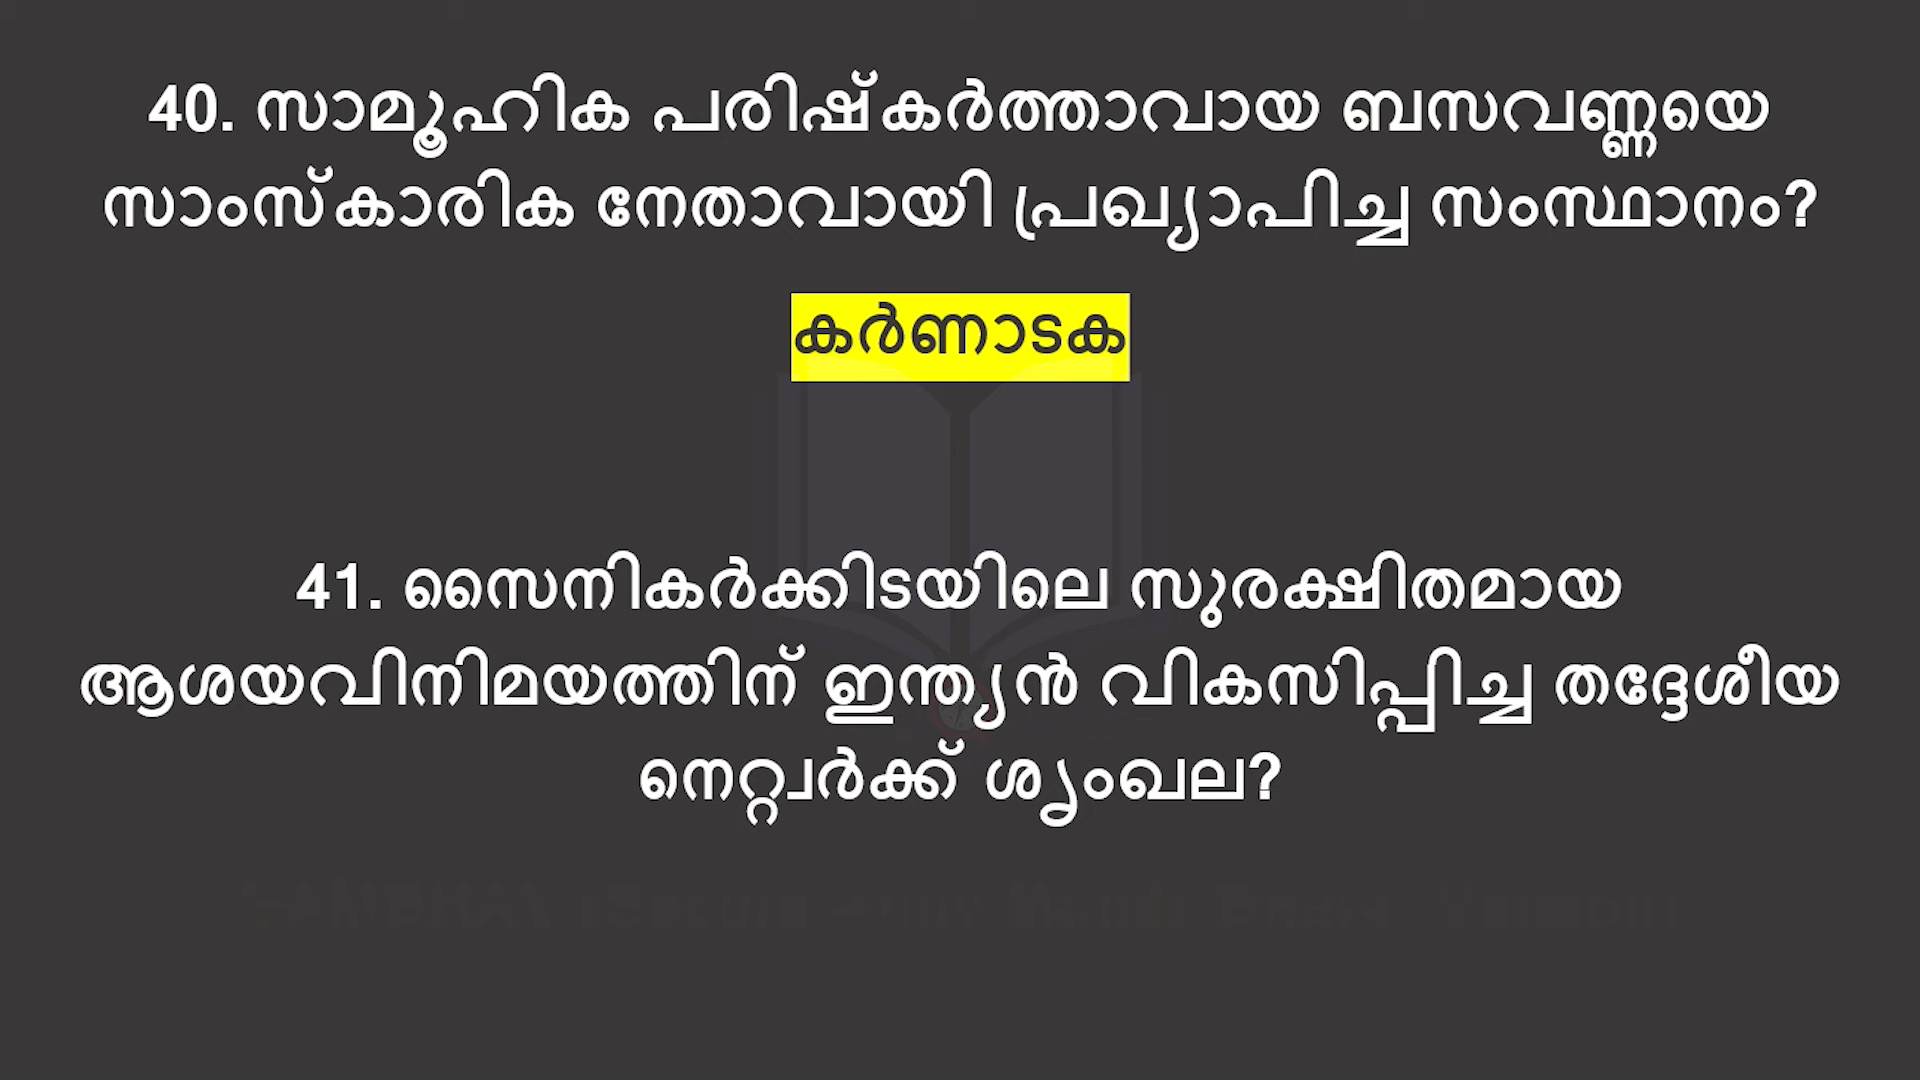 40. സാമൂഹിക പരിഷ്കർത്താവായ ബസവണ്ണയെ
സാംസ്കാരിക നേതാവായി പ്രഖ്യാപിച്ച സംസ്ഥാനം?
കർണാടക
41. സൈനികർക്കിടയിലെ സുരക്ഷിതമായ
ആശയവിനിമയത്തിന് ഇന്ത്യൻ വികസിപ്പിച്ച തദ്ദേശീയ
നെറ്റ്വർക്ക് ശൃംഖല?